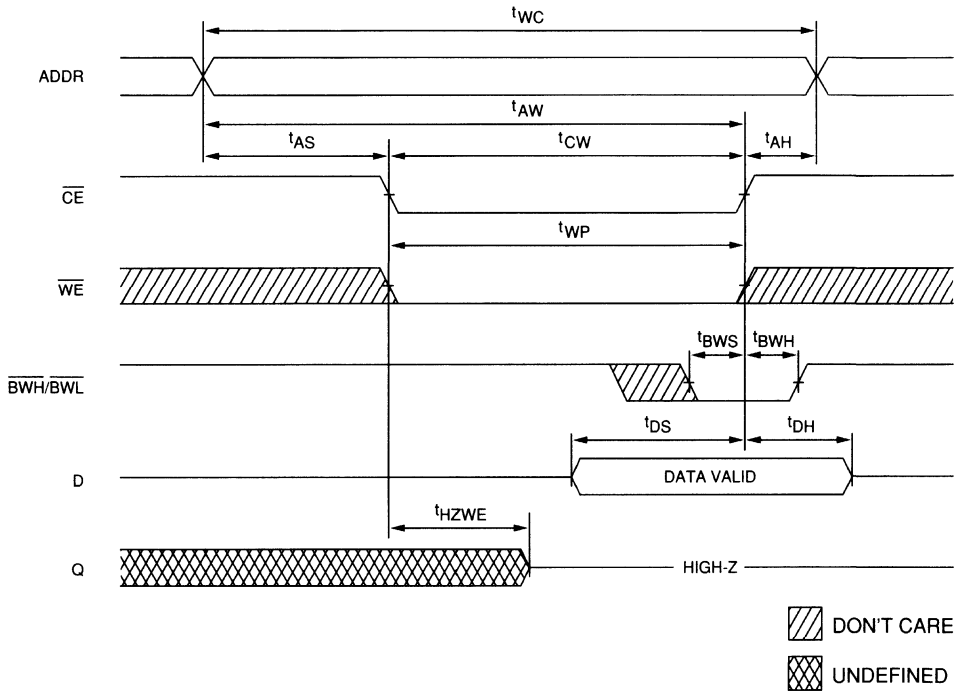 tWC
ADDR
tAW
tAS tCW tAH
CE
tWP
WE
tBWS tBWH
BWH/BWL
tDS tDH
D DATA VALID
tHZWE
Q HIGH-Z
DON'T CARE
UNDEFINED